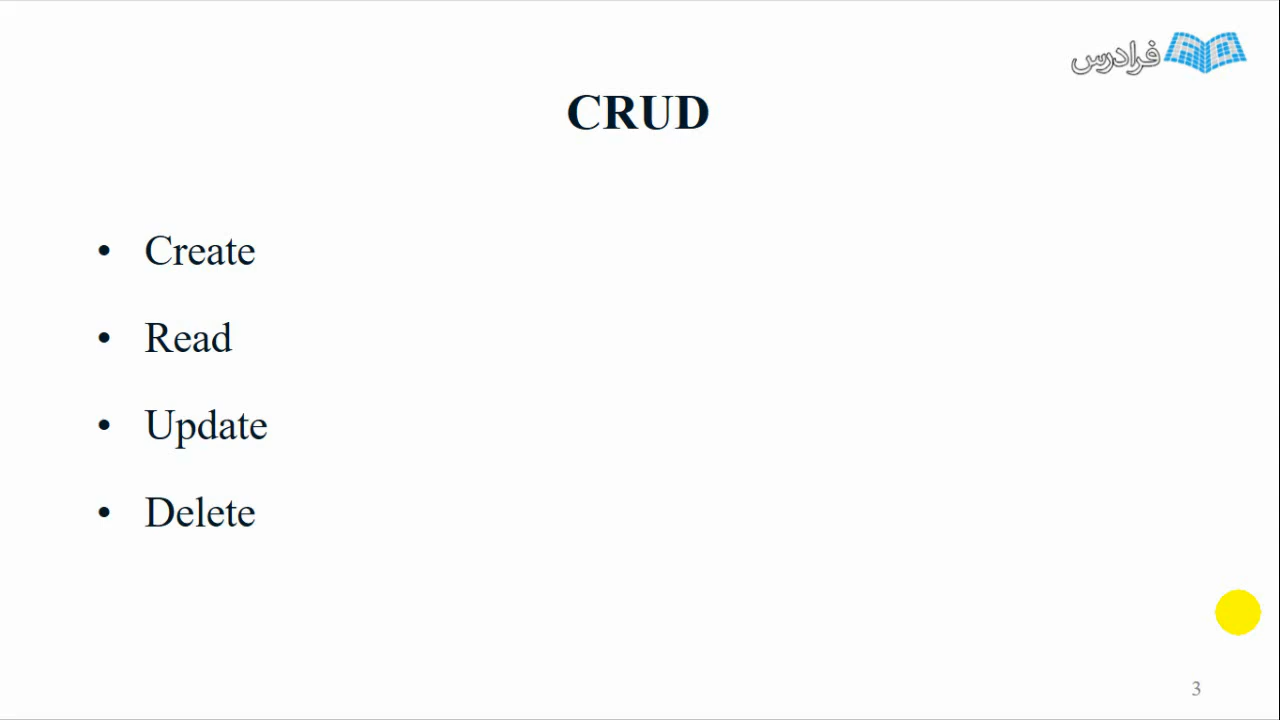 فرادرس
CRUD
• Create
• Read
• Update
• Delete
3